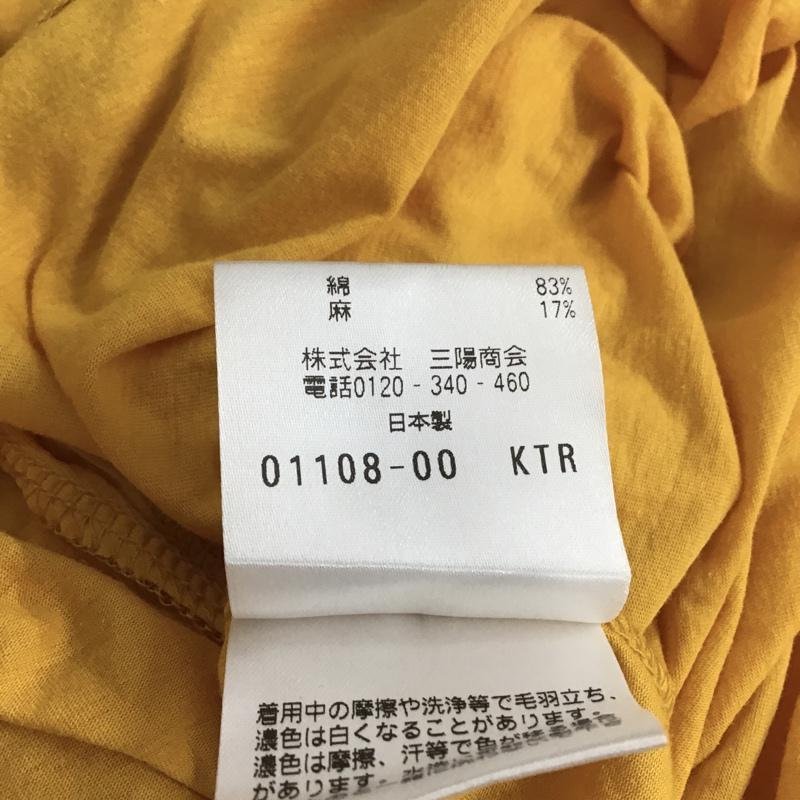 綿 83%
麻 17%
株式会社 三陽商会
電話0120-340-460
日本製
01108-00 KTR
着用中の摩擦や洗浄等で毛羽立ち、
濃色は白くなることがあります。
濃色は摩擦、汗等で色が
があります。